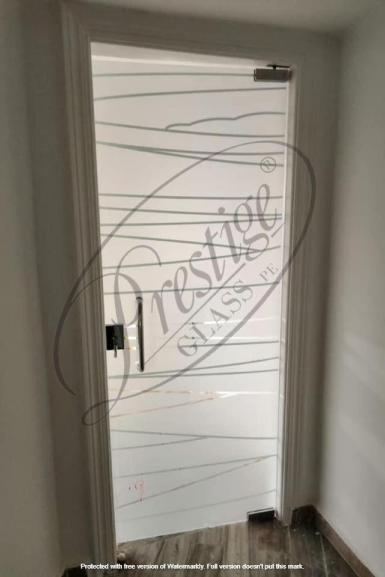 Prestige ®
GLASS PE
Protected with free version of Watermarkly. Full version doesn't put this mark.